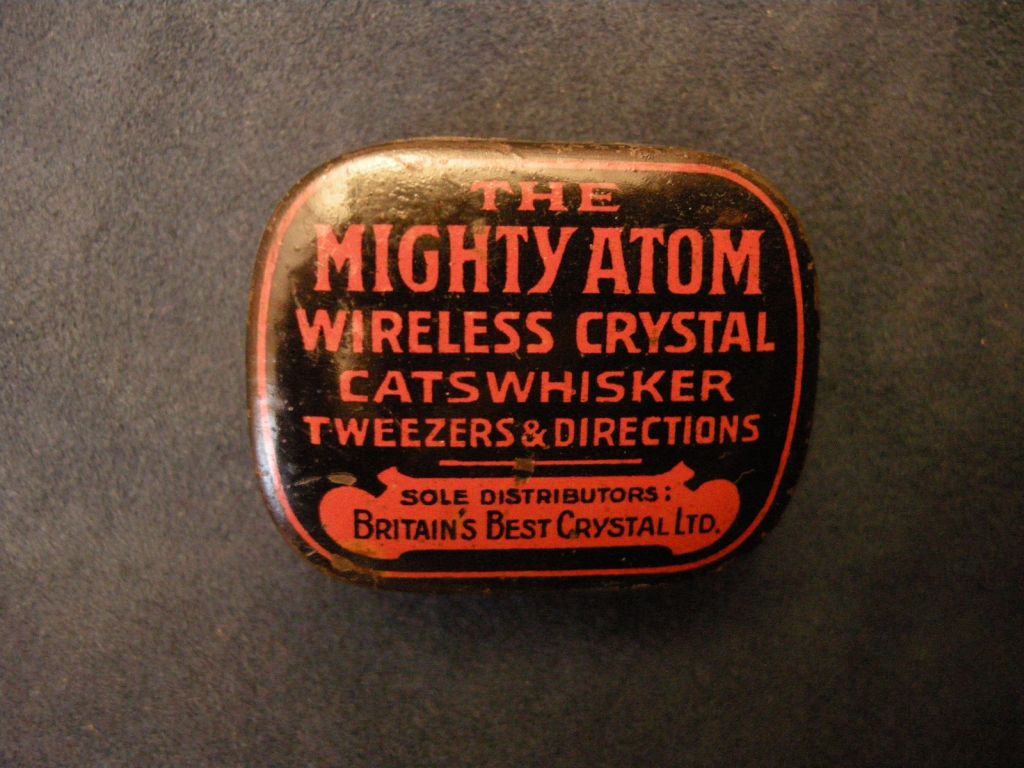 THE
MIGHTY ATOM
WIRELESS CRYSTAL
CATSWHISKER
TWEEZERS & DIRECTIONS
SOLE DISTRIBUTORS:
BRITAIN'S BEST CRYSTAL LTD.